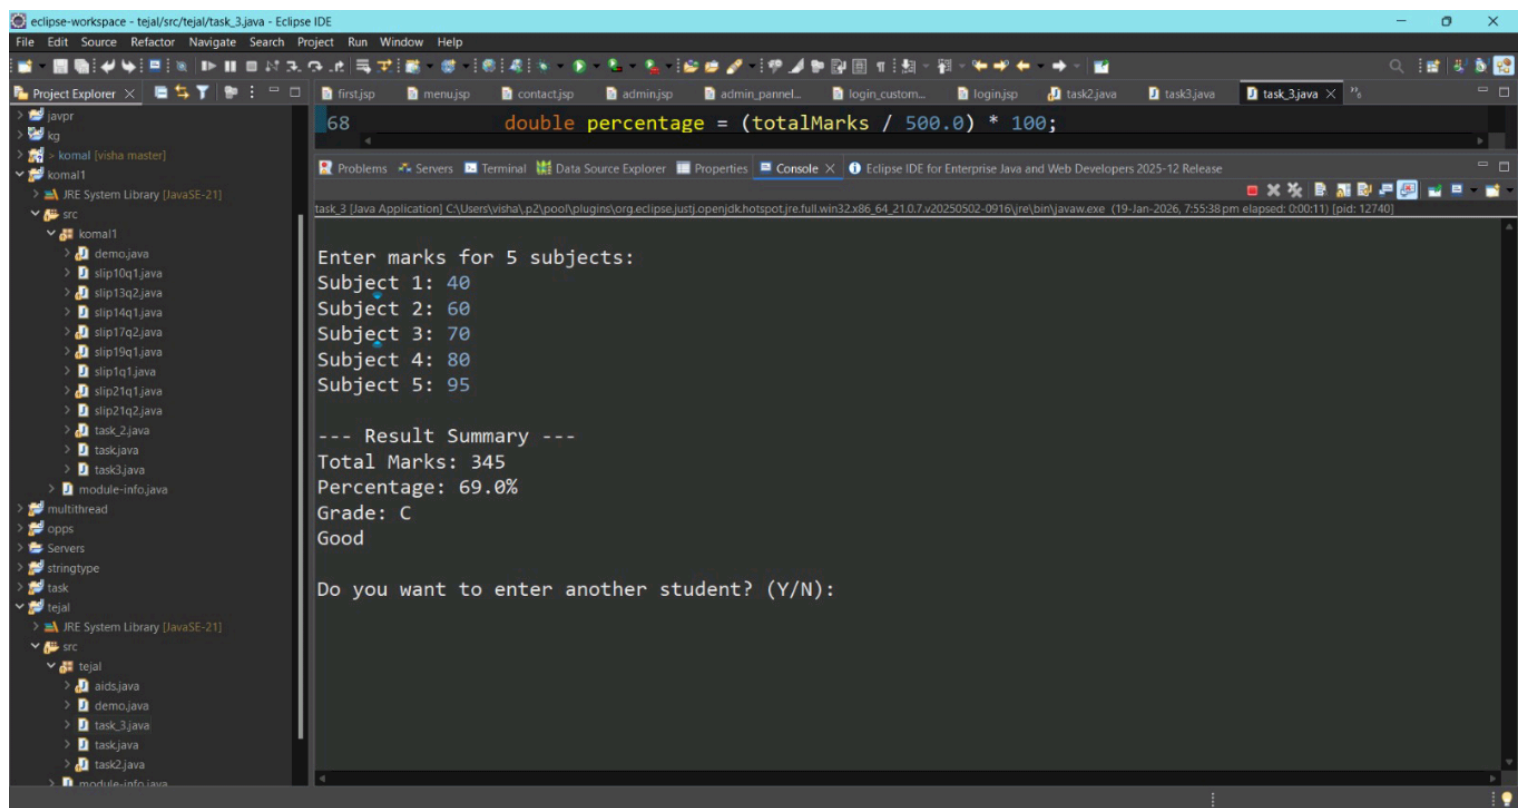 eclipse-workspace - tejal/src/tejal/task_3.java - Eclipse IDE
File Edit Source Refactor Navigate Search Project Run Window Help
Project Explorer
javpr
kg
> komal [visha master]
komal1
JRE System Library [JavaSE-21]
src
komal1
demo.java
slip10q1.java
slip13q2.java
slip14q1.java
slip17q2.java
slip19q1.java
slip1q1.java
slip21q1.java
slip21q2.java
task_2.java
task.java
task3.java
module-info.java
multithread
opps
Servers
stringtype
task
tejal
JRE System Library [JavaSE-21]
src
tejal
aids.java
demo.java
task_3.java
task.java
task2.java
module-info.java
first.jsp menu.jsp contact.jsp admin.jsp admin_pannel... login_custom... login.jsp task2.java task3.java task_3.java
68 double percentage = (totalMarks / 500.0) * 100;
Problems Servers Terminal Data Source Explorer Properties Console Eclipse IDE for Enterprise Java and Web Developers 2025-12 Release
task_3 [Java Application] C:\Users\visha\.p2\pool\plugins\org.eclipse.justj.openjdk.hotspot.jre.full.win32.x86_64_21.0.7.v20250502-0916\jre\bin\javaw.exe (19-Jan-2026, 7:55:38 pm elapsed: 0:00:11) [pid: 12740]
Enter marks for 5 subjects:
Subject 1: 40
Subject 2: 60
Subject 3: 70
Subject 4: 80
Subject 5: 95
--- Result Summary ---
Total Marks: 345
Percentage: 69.0%
Grade: C
Good
Do you want to enter another student? (Y/N):